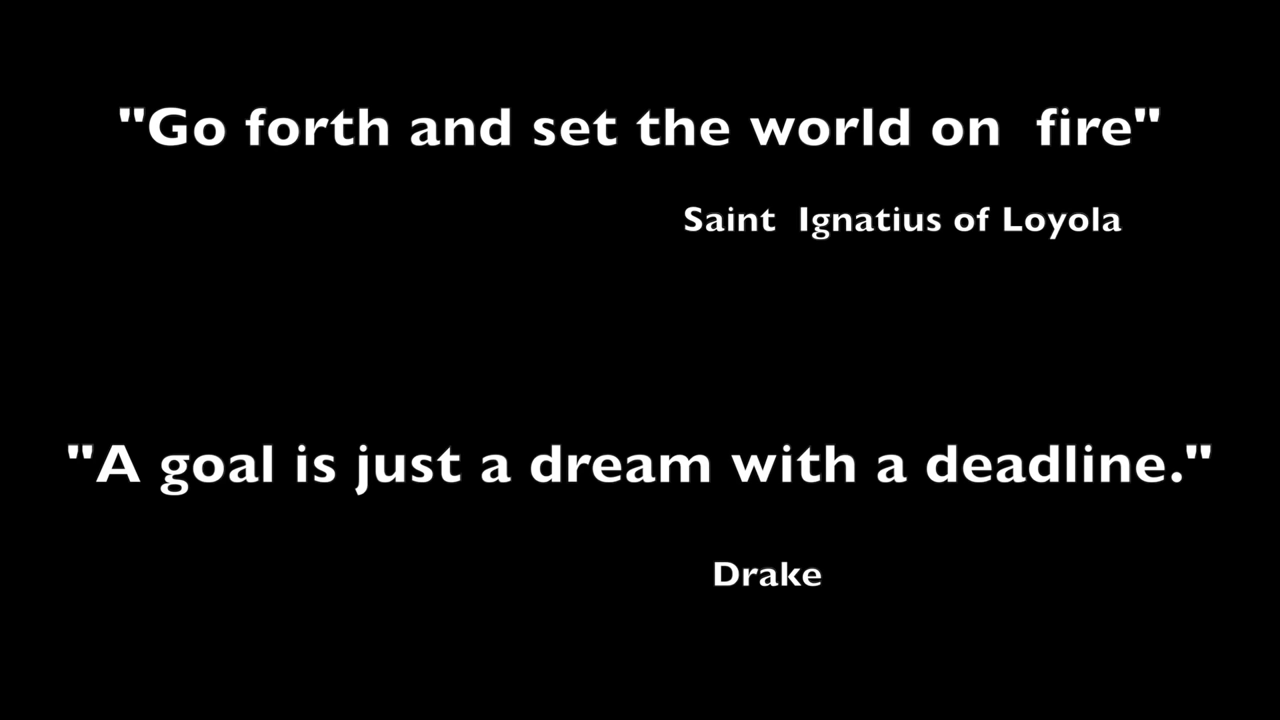 "Go forth and set the world on  fire"
Saint  Ignatius of Loyola
"A goal is just a dream with a deadline."
Drake